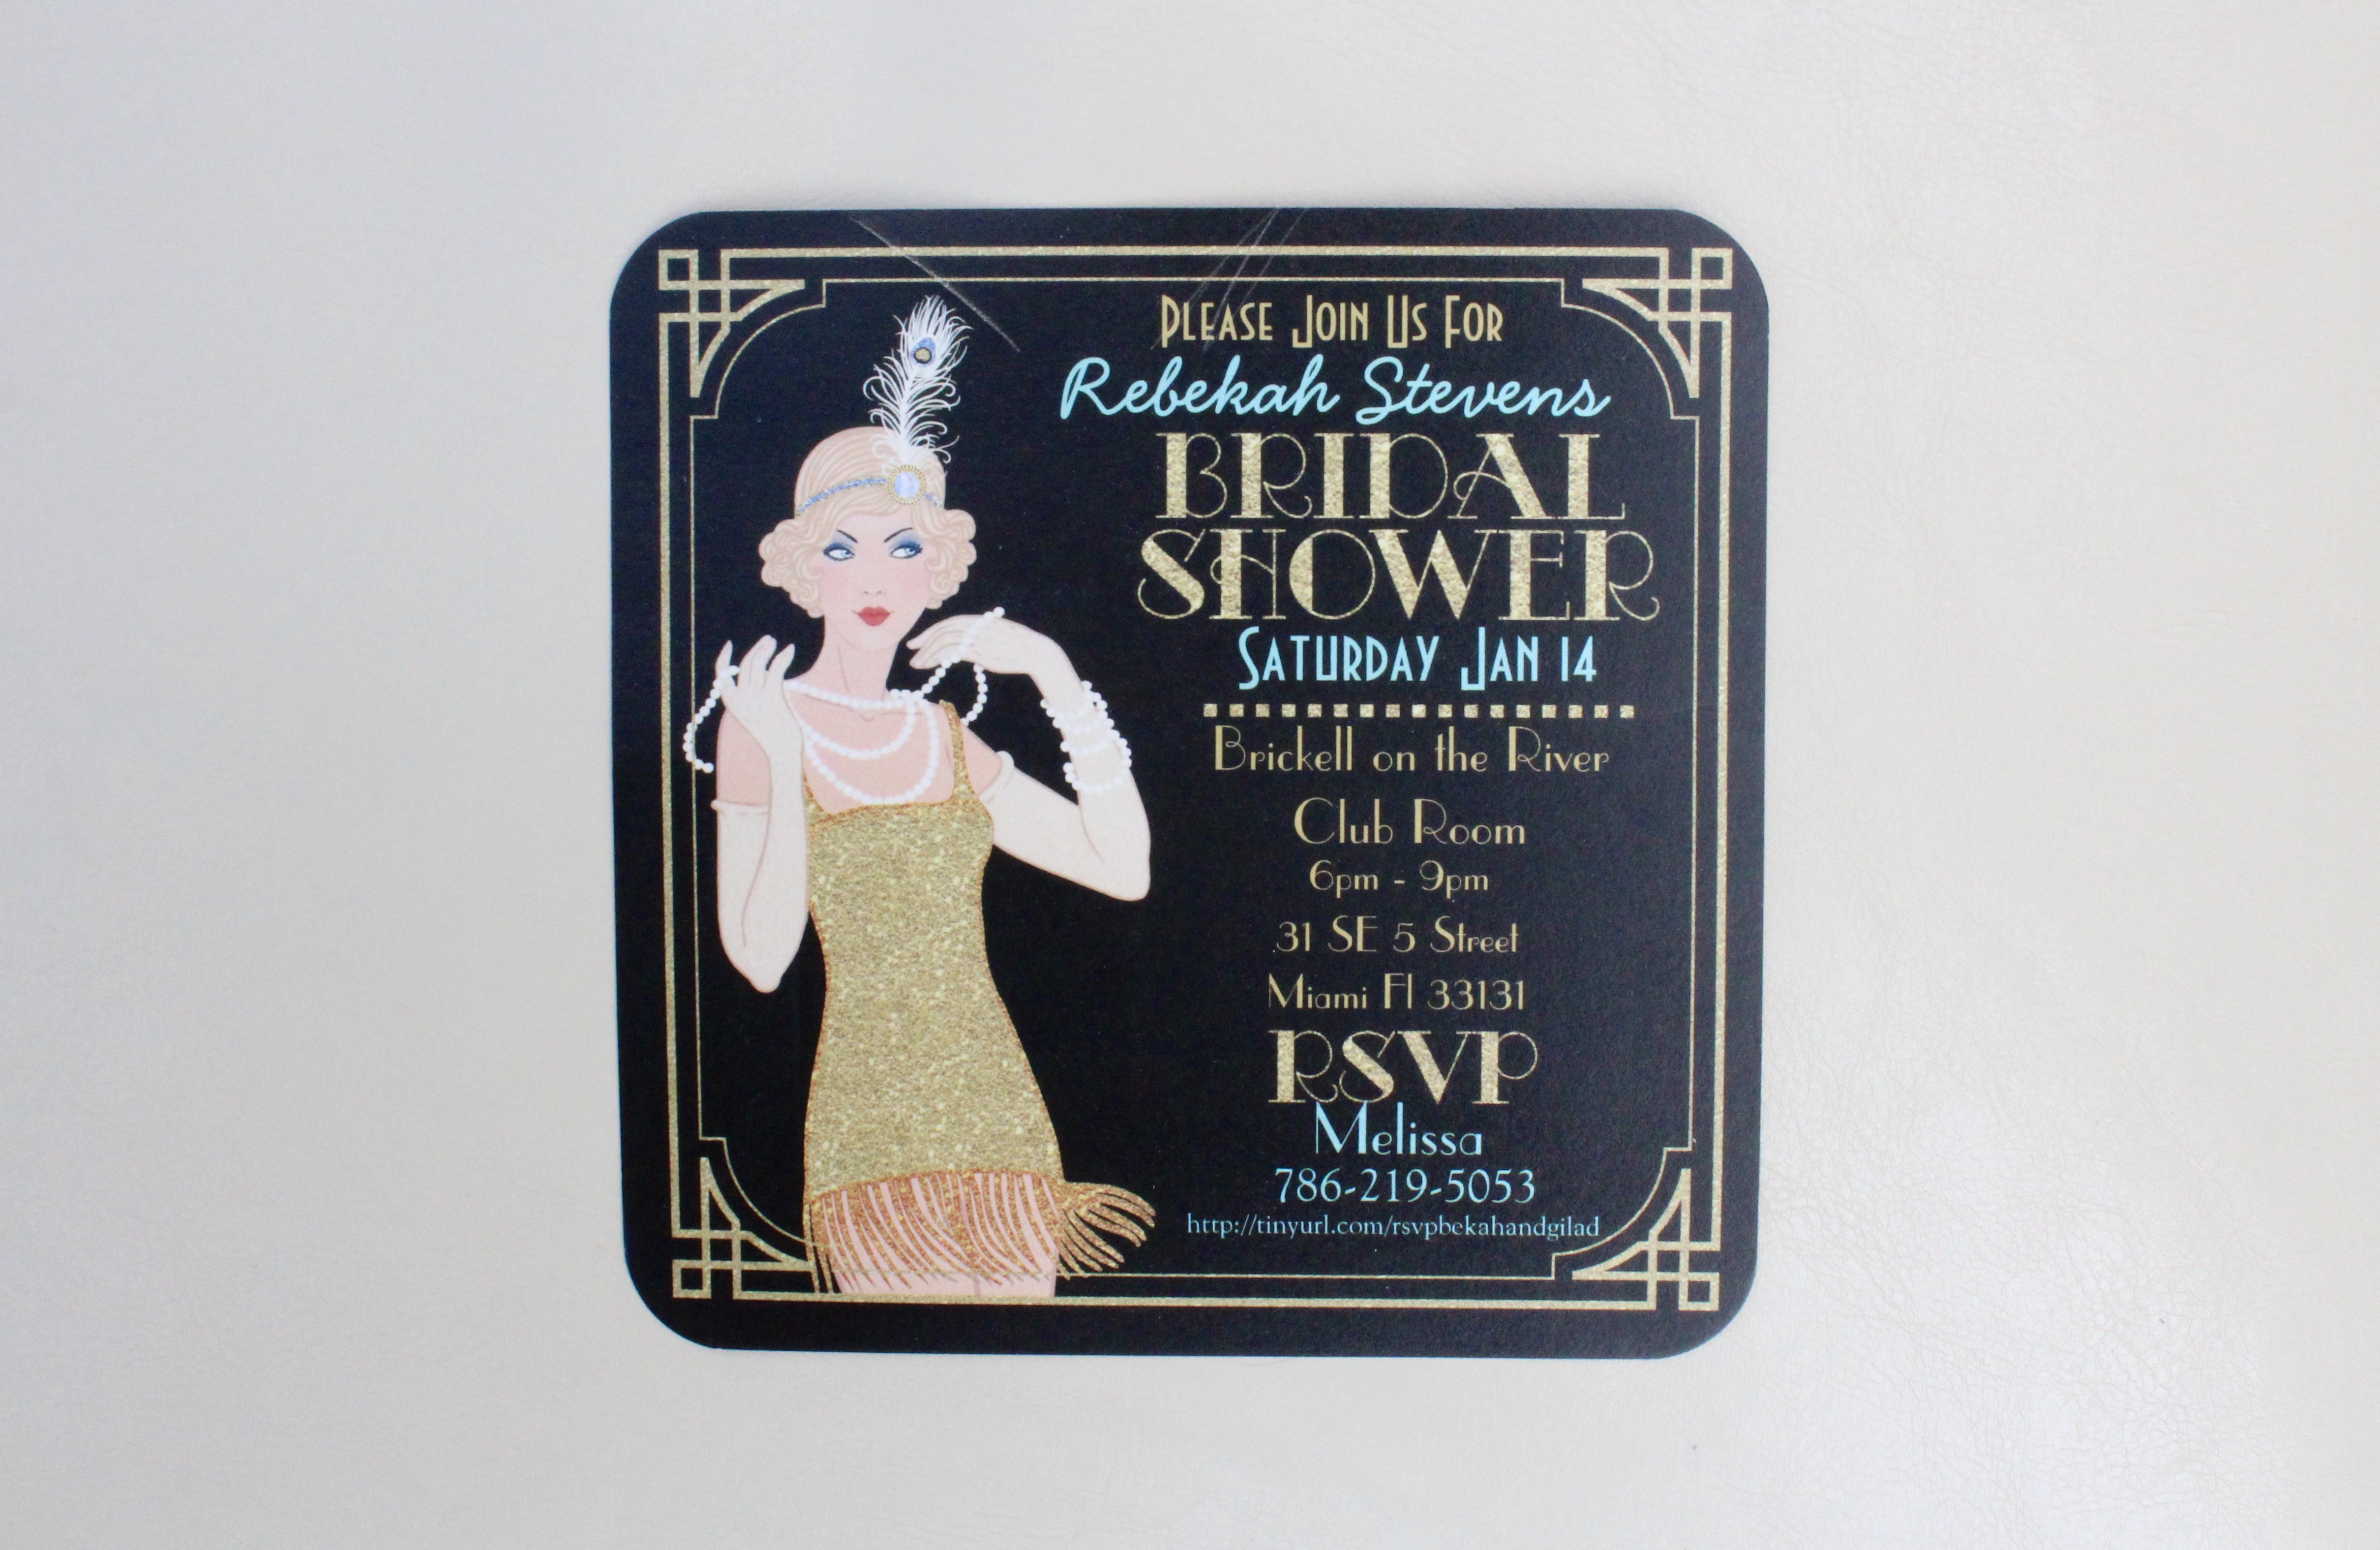 Please Join Us For
Rebekah Stevens
BRIDAL
SHOWER
Saturday Jan 14
Brickell on the River
Club Room
6pm - 9pm
31 SE 5 Street
Miami Fl 33131
RSVP
Melissa
786-219-5053
http://tinyurl.com/rsvpbekahandgilad